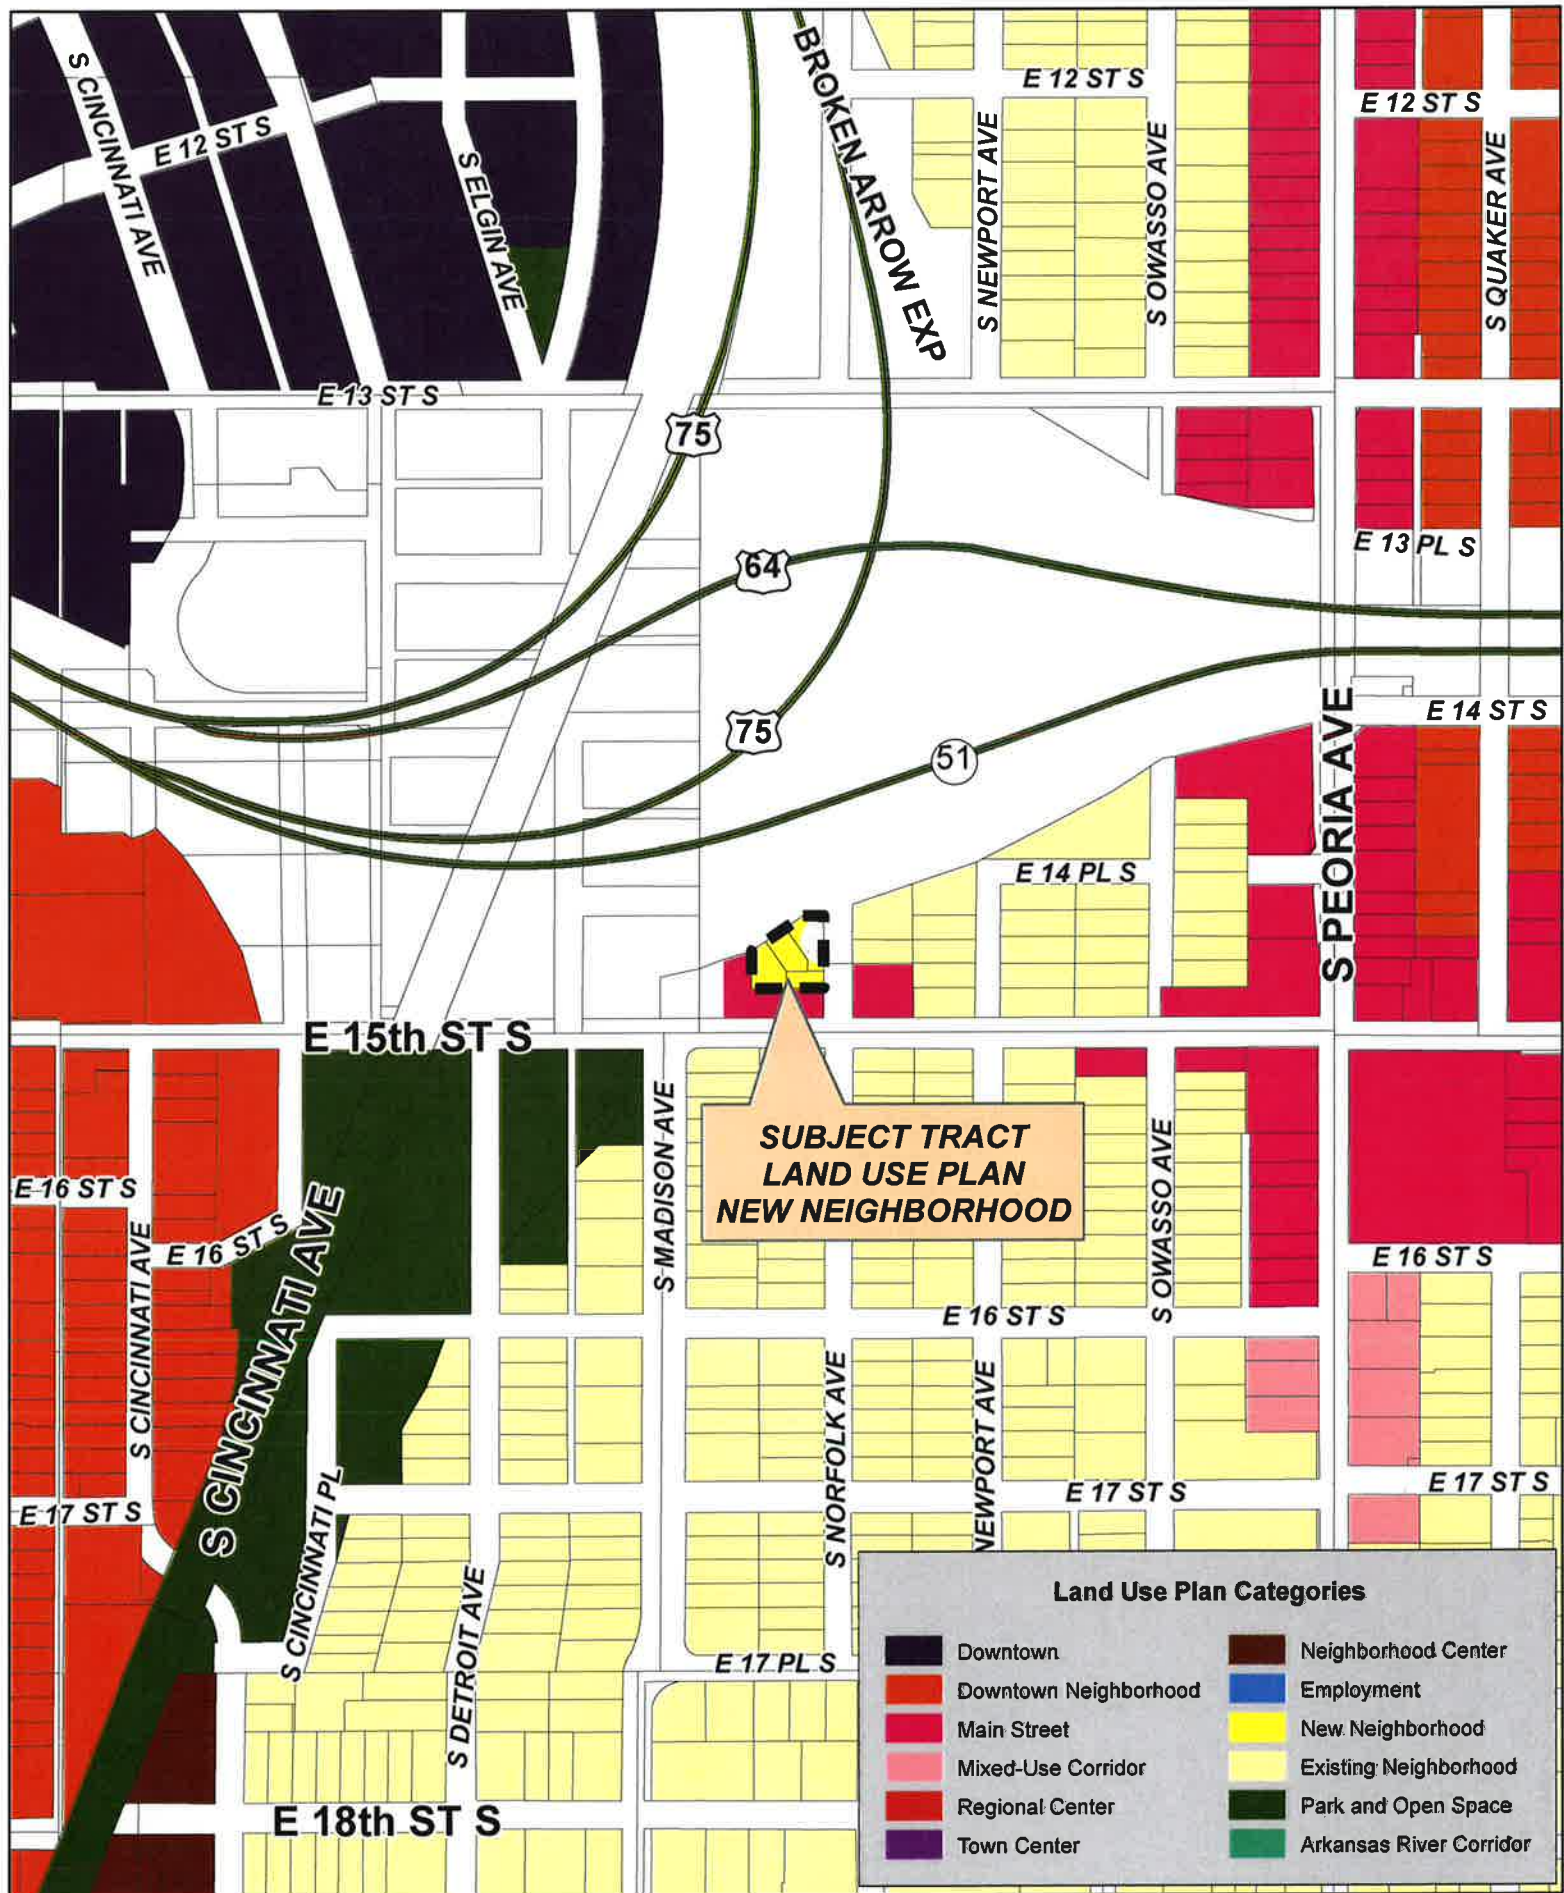 E 12 ST S
E 12 ST S
S CINCINNATI AVE
E 12 ST S
BROKEN ARROW EXP
S ELGIN AVE
S NEWPORT AVE
S OWASSO AVE
S QUAKER AVE
E 13 ST S
75
E 13 PL S
64
75
51
E 14 ST S
S PEORIA AVE
E 14 PL S
E 15th ST S
SUBJECT TRACT
LAND USE PLAN
NEW NEIGHBORHOOD
S MADISON AVE
S OWASSO AVE
E 16 ST S
E 16 ST S
E 16 ST S
E 16 ST S
S CINCINNATI AVE
S CINCINNATI AVE
S NORFOLK AVE
NEWPORT AVE
E 17 ST S
E 17 ST S
E 17 ST S
S CINCINNATI PL
S DETROIT AVE
E 17 PL S
E 18th ST S
Land Use Plan Categories
Downtown
Downtown Neighborhood
Main Street
Mixed-Use Corridor
Regional Center
Town Center
Neighborhood Center
Employment
New Neighborhood
Existing Neighborhood
Park and Open Space
Arkansas River Corridor